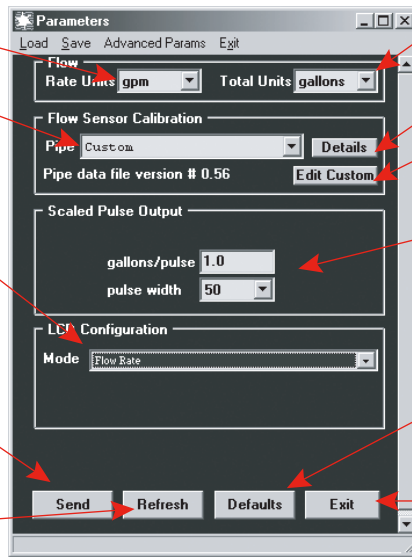 Parameters
Load Save Advanced Params Exit
Flow
Rate Units gpm Total Units gallons
Flow Sensor Calibration
Pipe Custom Details
Pipe data file version # 0.56 Edit Custom
Scaled Pulse Output
gallons/pulse 1.0
pulse width 50
LCD Configuration
Mode Flow Rate
Send Refresh Defaults Exit